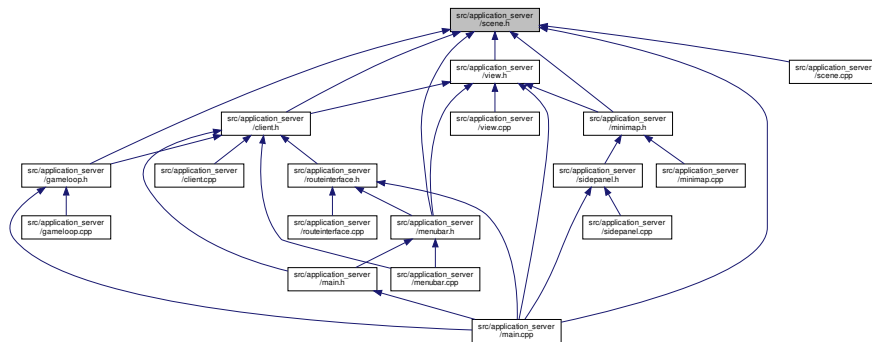 src/application_server
/scene.h
src/application_server
/view.h
src/application_server
/scene.cpp
src/application_server
/client.h
src/application_server
/view.cpp
src/application_server
/minimap.h
src/application_server
/gameloop.h
src/application_server
/client.cpp
src/application_server
/routeinterface.h
src/application_server
/sidepanel.h
src/application_server
/minimap.cpp
src/application_server
/gameloop.cpp
src/application_server
/routeinterface.cpp
src/application_server
/menubar.h
src/application_server
/sidepanel.cpp
src/application_server
/main.h
src/application_server
/menubar.cpp
src/application_server
/main.cpp